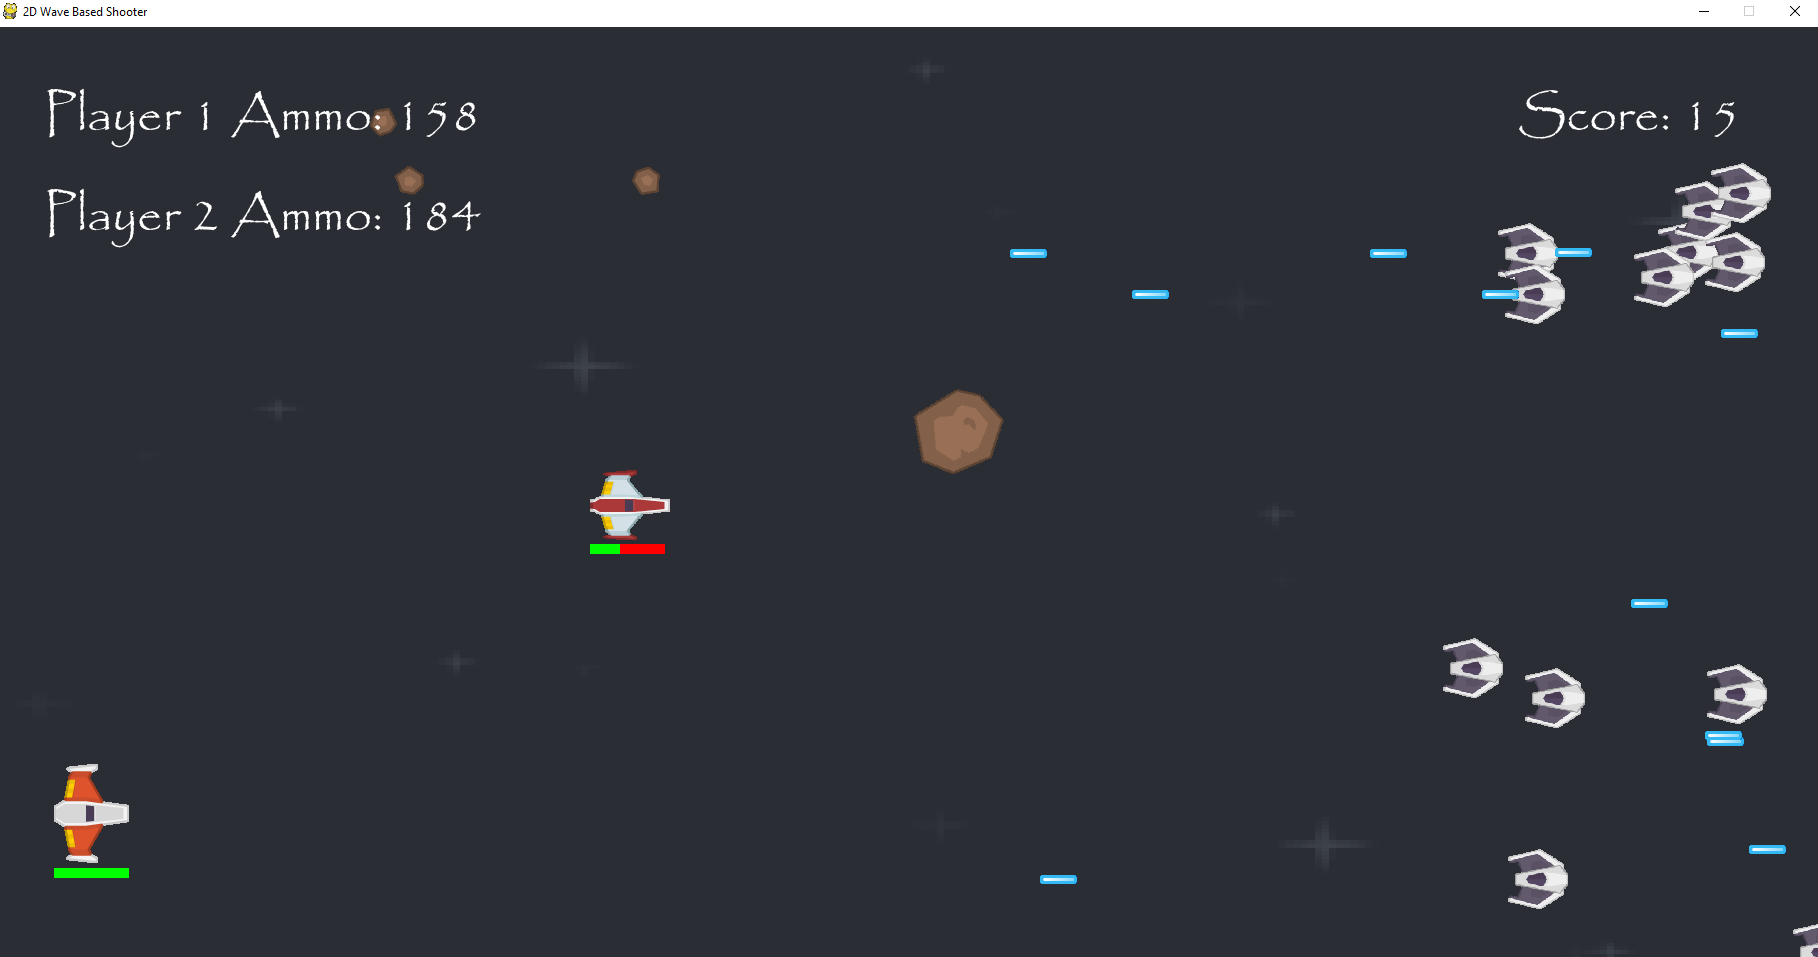 2D Wave Based Shooter
Player 1 Ammo: 158
Score: 15
Player 2 Ammo: 184